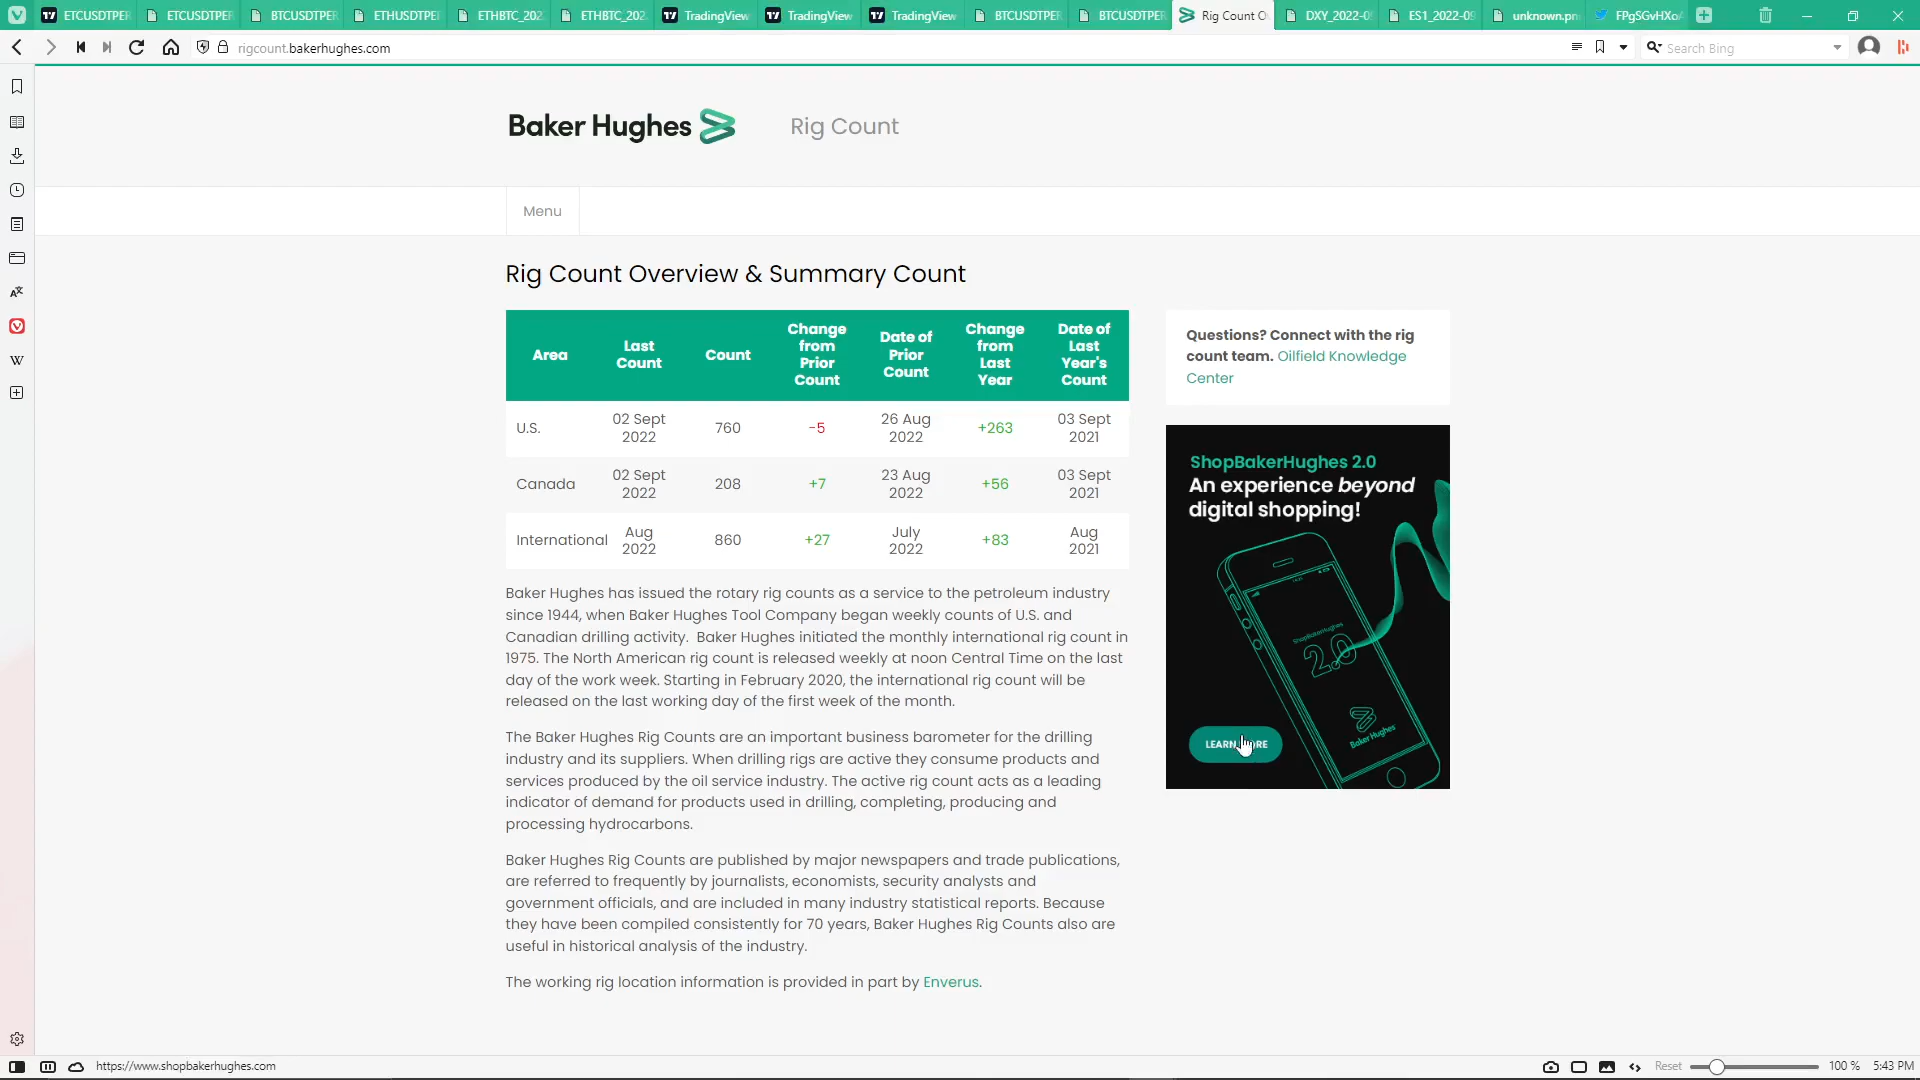 ETCUSDTPER ETCUSDTPER BTCUSDTPER ETHUSDTPE ETHBTC_202 ETHBTC_202 TradingView TradingView TradingView BTCUSDTPER BTCUSDTPER Rig Count O DXY_2022-0 ES1_2022-09 unknown.pn FPgSGvHXo
rigcount.bakerhughes.com
Search Bing
Baker Hughes
Rig Count
Menu
Rig Count Overview & Summary Count
Area Last Count Count Change from Prior Count Date of Prior Count Change from Last Year Date of Last Year's Count
U.S. 02 Sept 2022 760 -5 26 Aug 2022 +263 03 Sept 2021
Canada 02 Sept 2022 208 +7 23 Aug 2022 +56 03 Sept 2021
International Aug 2022 860 +27 July 2022 +83 Aug 2021
Baker Hughes has issued the rotary rig counts as a service to the petroleum industry
since 1944, when Baker Hughes Tool Company began weekly counts of U.S. and
Canadian drilling activity. Baker Hughes initiated the monthly international rig count in
1975. The North American rig count is released weekly at noon Central Time on the last
day of the work week. Starting in February 2020, the international rig count will be
released on the last working day of the first week of the month.
The Baker Hughes Rig Counts are an important business barometer for the drilling
industry and its suppliers. When drilling rigs are active they consume products and
services produced by the oil service industry. The active rig count acts as a leading
indicator of demand for products used in drilling, completing, producing and
processing hydrocarbons.
Baker Hughes Rig Counts are published by major newspapers and trade publications,
are referred to frequently by journalists, economists, security analysts and
government officials, and are included in many industry statistical reports. Because
they have been compiled consistently for 70 years, Baker Hughes Rig Counts also are
useful in historical analysis of the industry.
The working rig location information is provided in part by Enverus.
Questions? Connect with the rig
count team. Oilfield Knowledge
Center
ShopBakerHughes 2.0
An experience beyond
digital shopping!
ShopBakerHughes
2.0
Baker Hughes
LEARN MORE
https://www.shopbakerhughes.com
Reset 100 % 5:43 PM